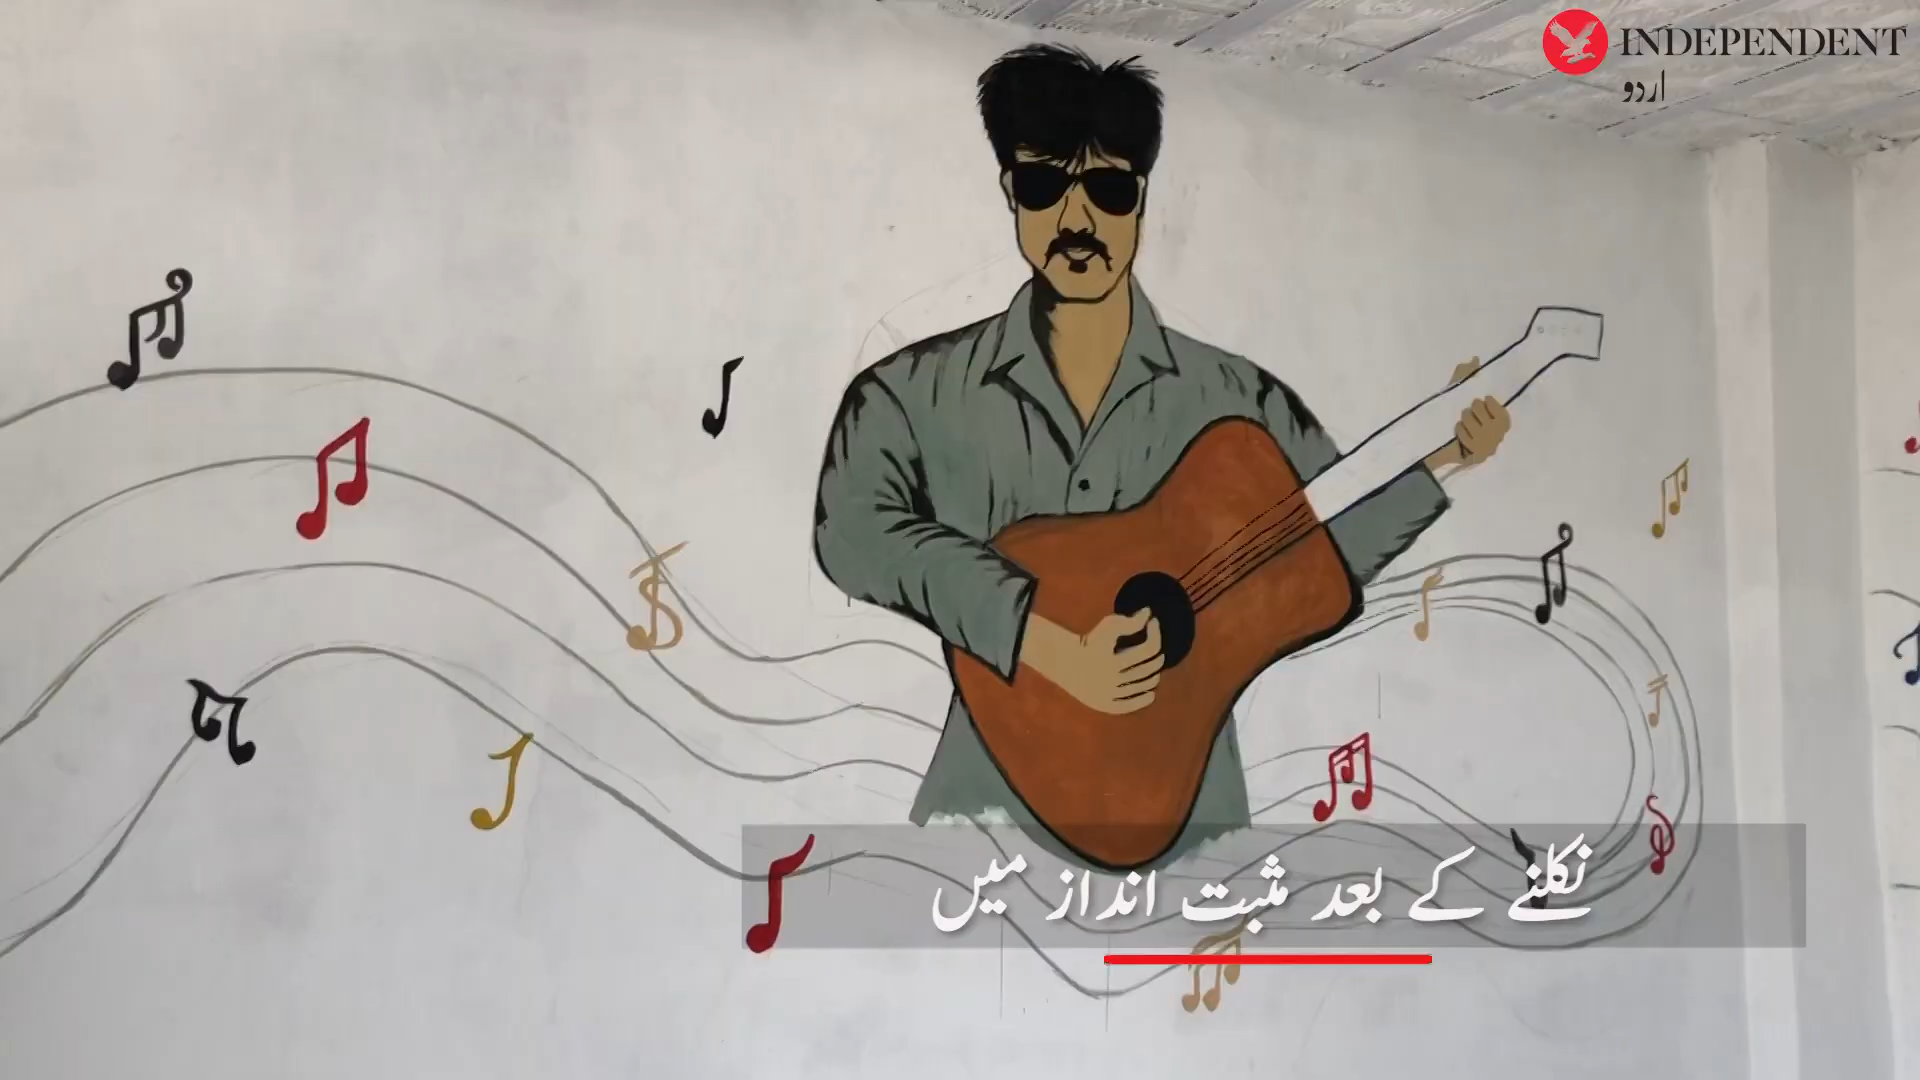 INDEPENDENT
اردو
نکلنے کے بعد مثبت انداز میں